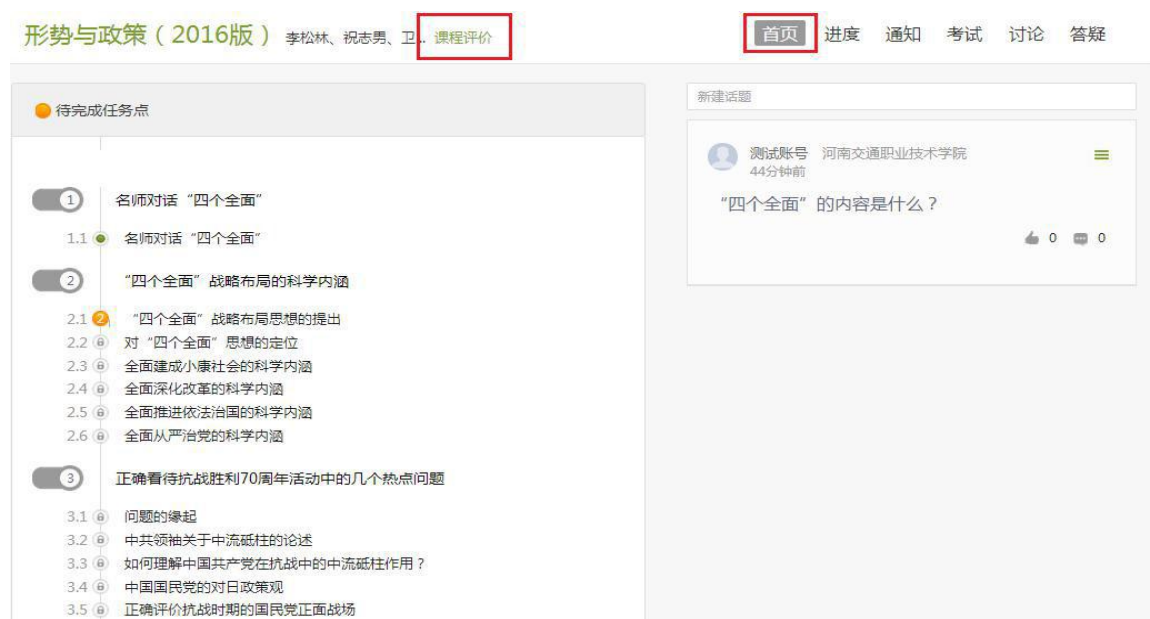 形势与政策（2016版） 李松林、祝志男、卫.. 课程评价
首页 进度 通知 考试 讨论 答疑
待完成任务点
1 名师对话“四个全面”
1.1 名师对话“四个全面”
2 “四个全面”战略布局的科学内涵
2.1 2 “四个全面”战略布局思想的提出
2.2 对“四个全面”思想的定位
2.3 全面建成小康社会的科学内涵
2.4 全面深化改革的科学内涵
2.5 全面推进依法治国的科学内涵
2.6 全面从严治党的科学内涵
3 正确看待抗战胜利70周年活动中的几个热点问题
3.1 问题的缘起
3.2 中共领袖关于中流砥柱的论述
3.3 如何理解中国共产党在抗战中的中流砥柱作用？
3.4 中国国民党的对日政策观
3.5 正确评价抗战时期的国民党正面战场
新建话题
测试账号 河南交通职业技术学院
44分钟前
“四个全面”的内容是什么？
0 0